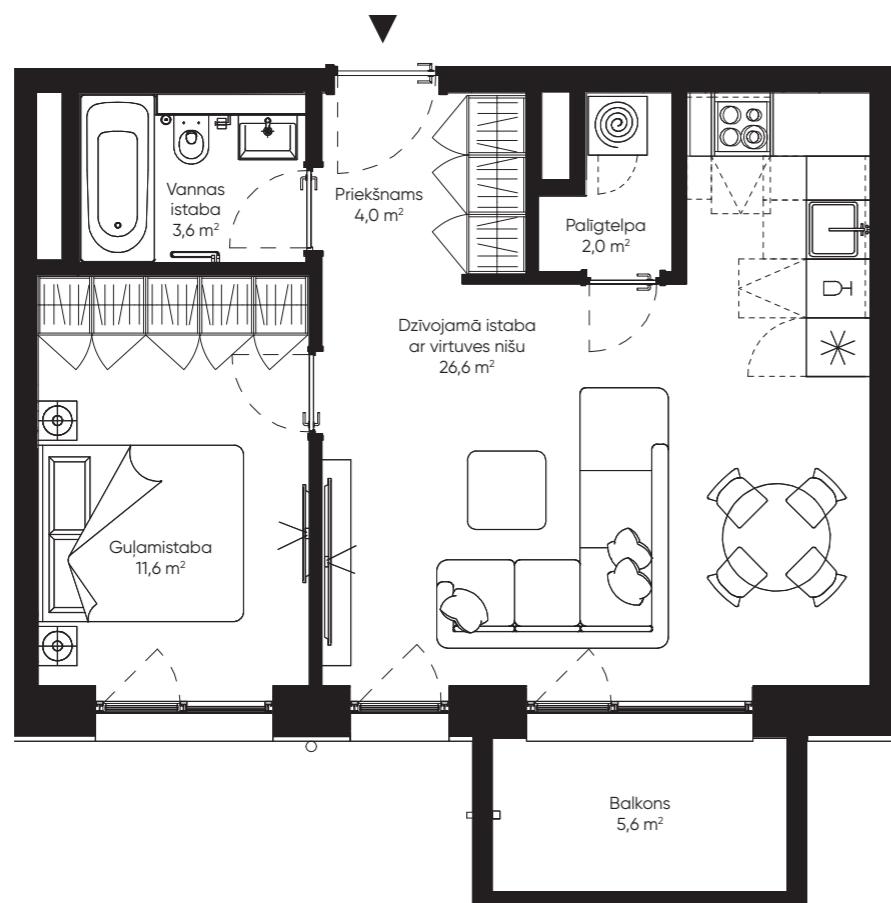 Vannas
istaba
3,6 m²
Priekšnams
4,0 m²
Palīgtelpa
2,0 m²
Dzīvojamā istaba
ar virtuves nišu
26,6 m²
Guļamistaba
11,6 m²
Balkons
5,6 m²